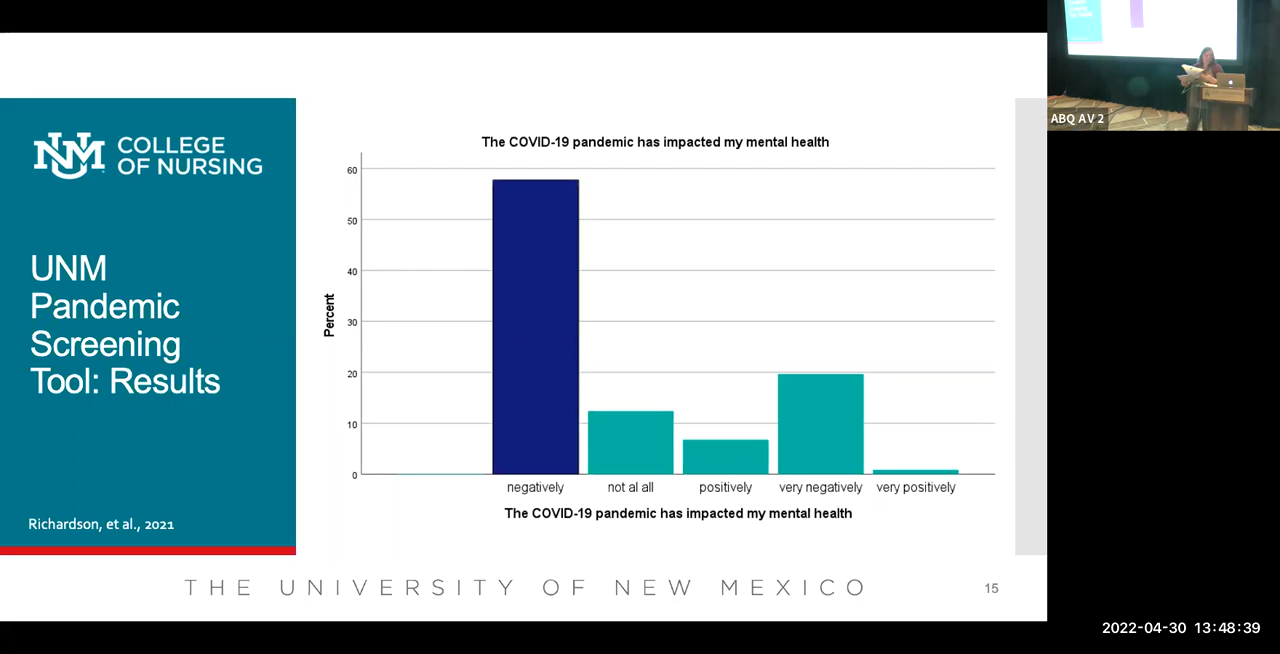 UNM
COLLEGE
OF NURSING
UNM
Pandemic
Screening
Tool: Results
Richardson, et al., 2021
The COVID-19 pandemic has impacted my mental health
Percent
60
50
40
30
20
10
0
negatively
not al all
positively
very negatively
very positively
The COVID-19 pandemic has impacted my mental health
THE UNIVERSITY OF NEW MEXICO
15
ABQ AV 2
2022-04-30 13:48:39